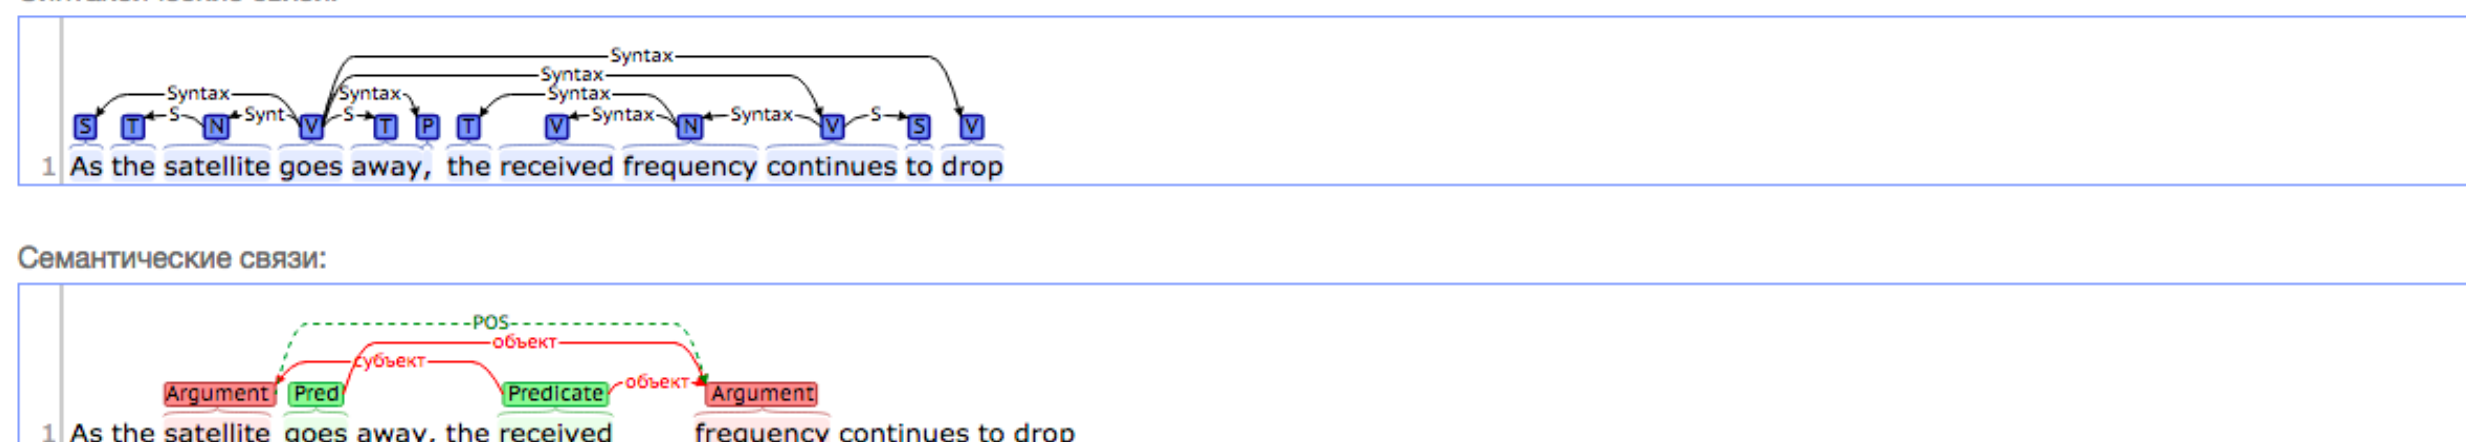 Синтаксические связи:
Syntax
Syntax
Syntax Syntax Syntax
S Synt S Syntax Syntax S
S T N V T P T V N V S V
1 As the satellite goes away, the received frequency continues to drop
Семантические связи:
POS
объект
субъект
объект
Argument Pred Predicate Argument
1 As the satellite goes away, the received frequency continues to drop